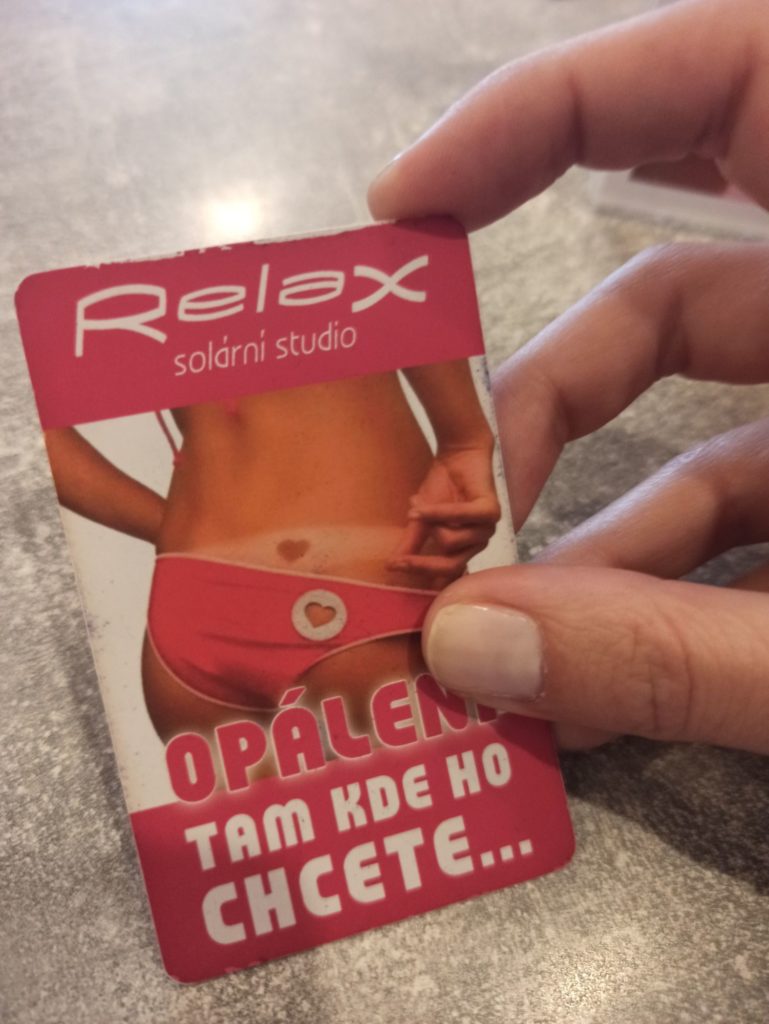 Relax
solární studio
TAM KDE HO
CHCETE...